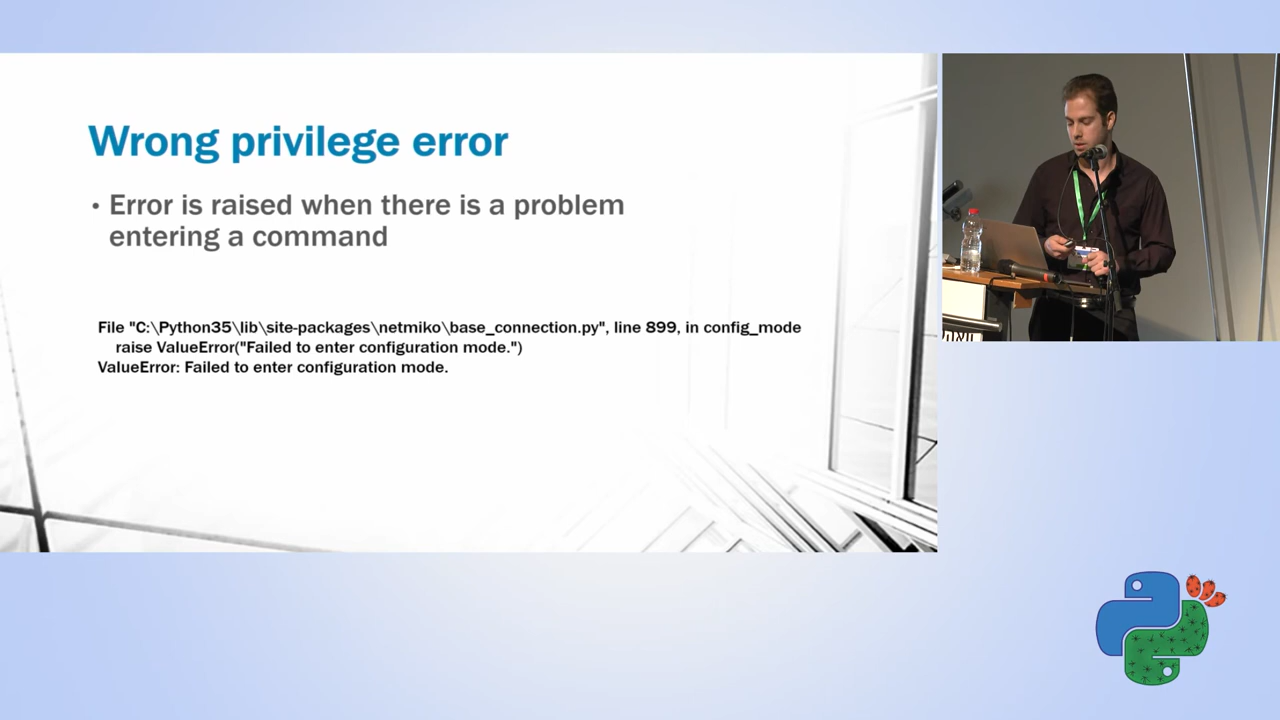 Wrong privilege error
• Error is raised when there is a problem
entering a command
File "C:\Python35\lib\site-packages\netmiko\base_connection.py", line 899, in config_mode
raise ValueError("Failed to enter configuration mode.")
ValueError: Failed to enter configuration mode.